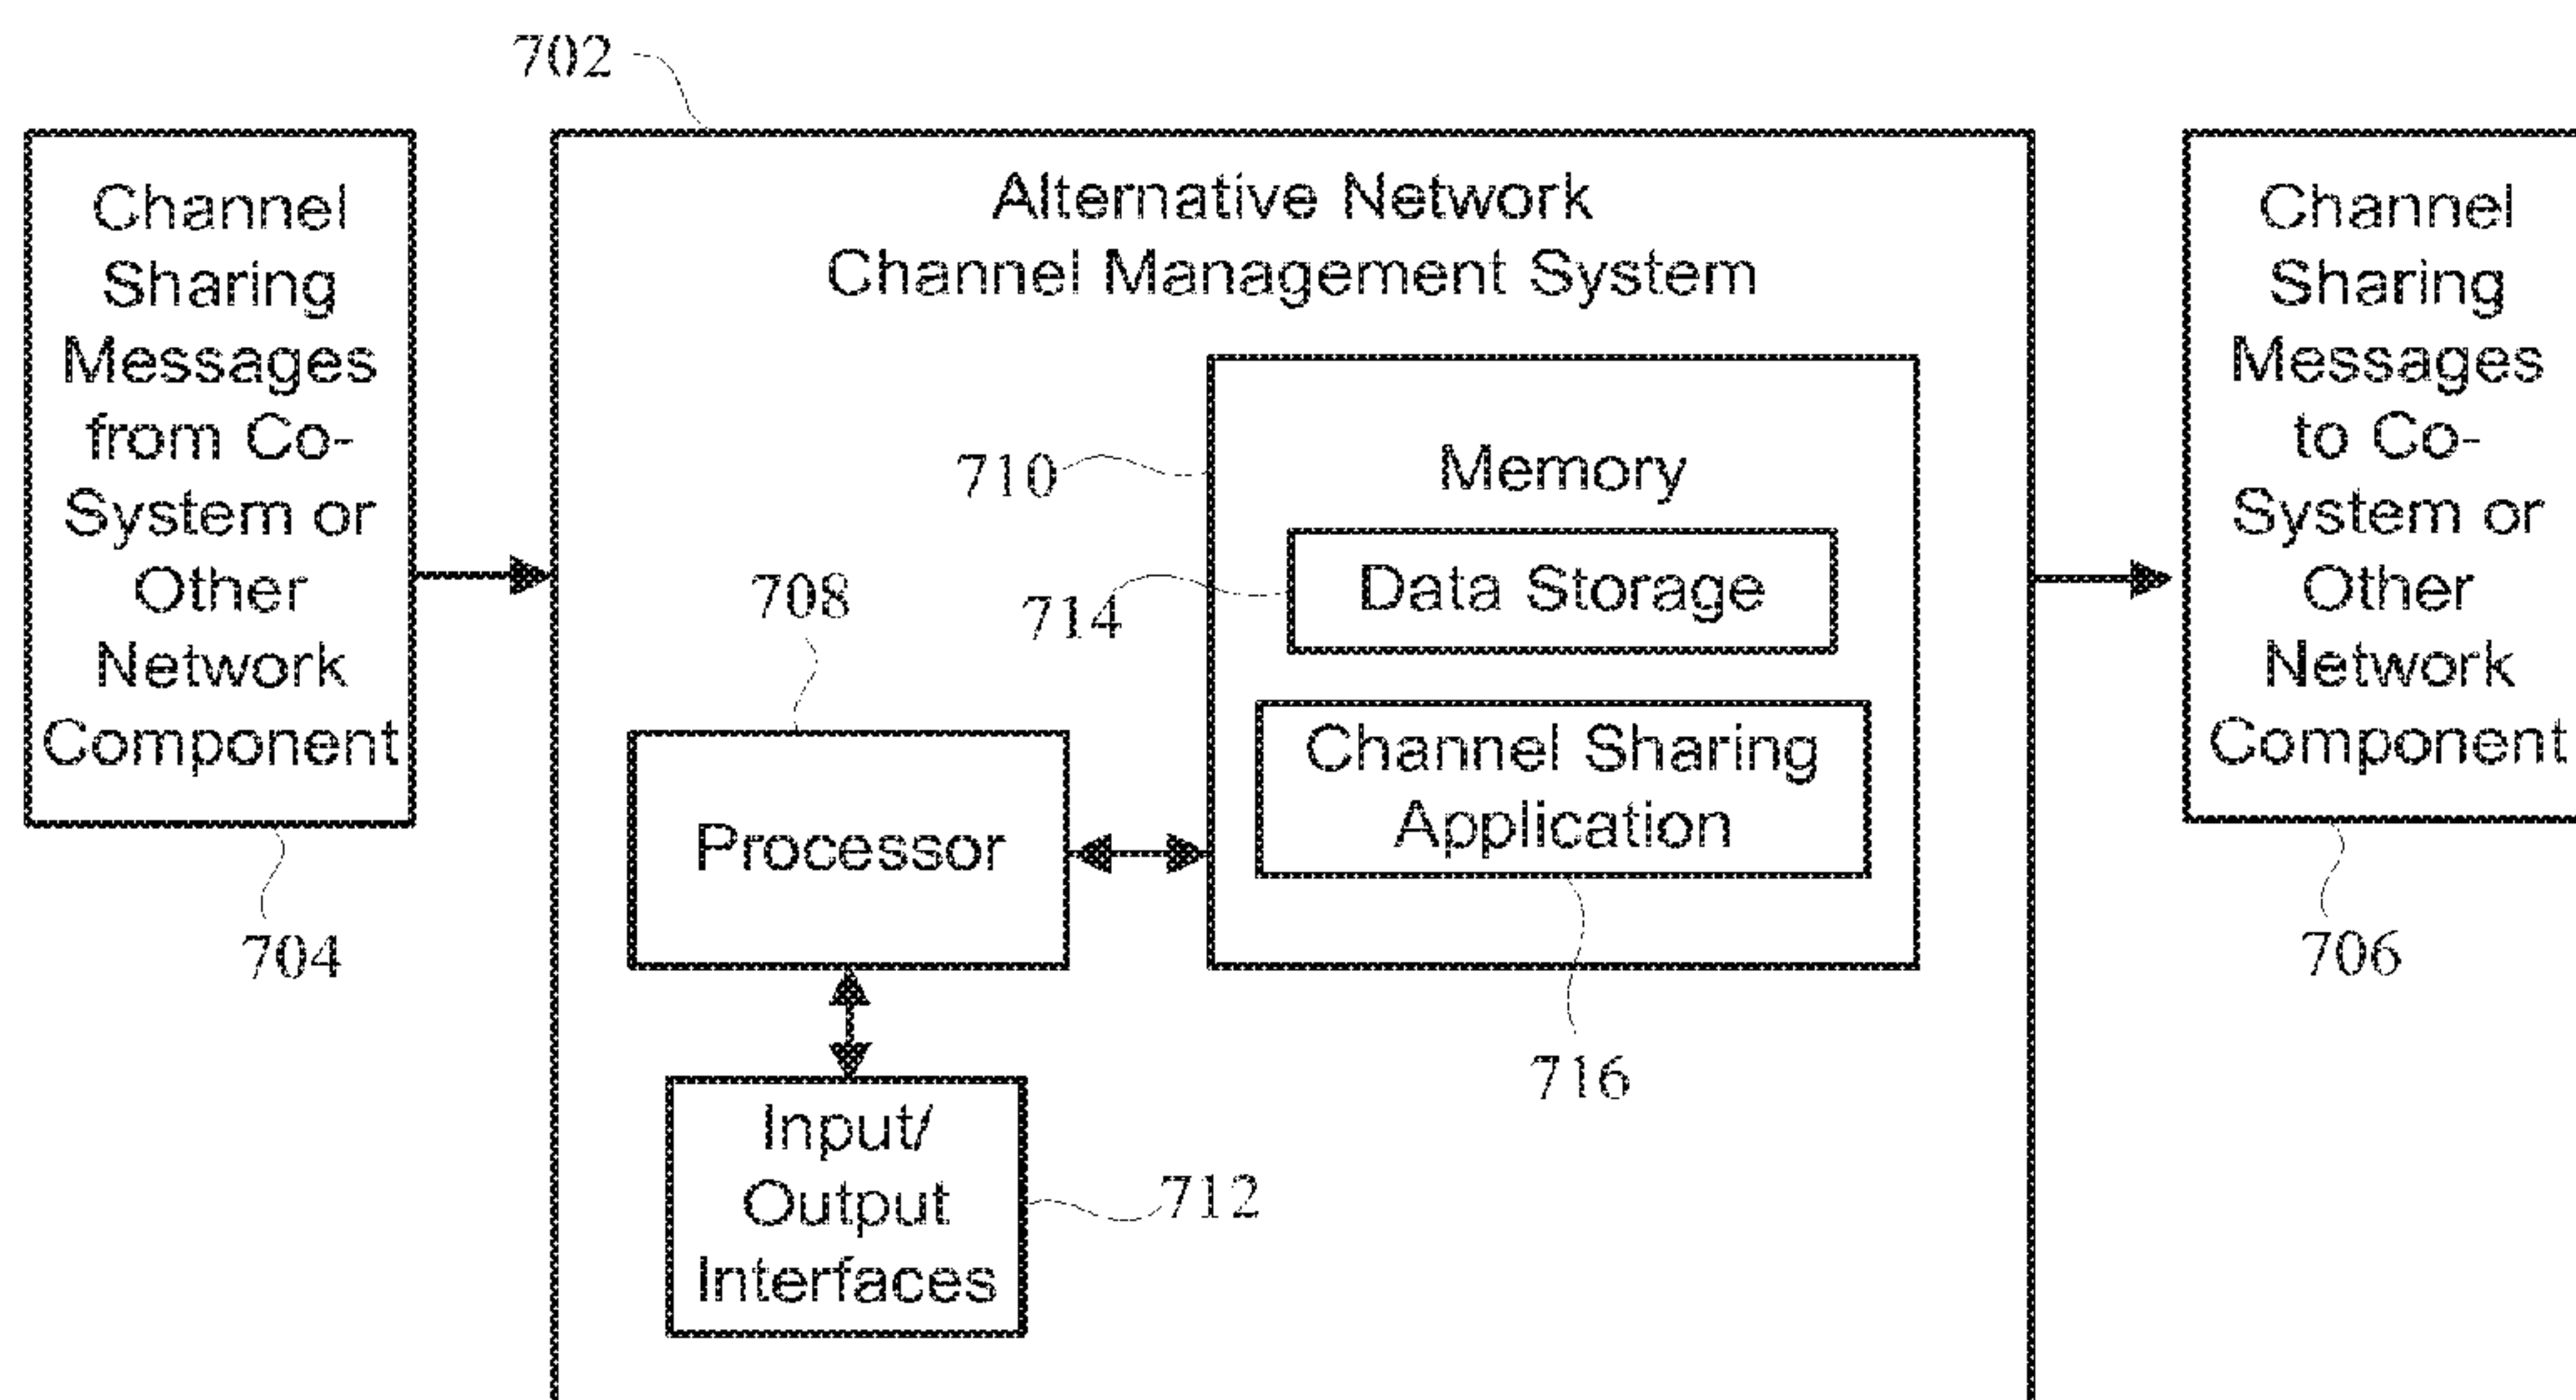 702
Channel
Sharing
Messages
from Co-
System or
Other
Network
Component
704
Alternative Network
Channel Management System
710
Memory
714
Data Storage
708
Channel Sharing
Application
Processor
716
Input/
Output
Interfaces
712
Channel
Sharing
Messages
to Co-
System or
Other
Network
Component
706